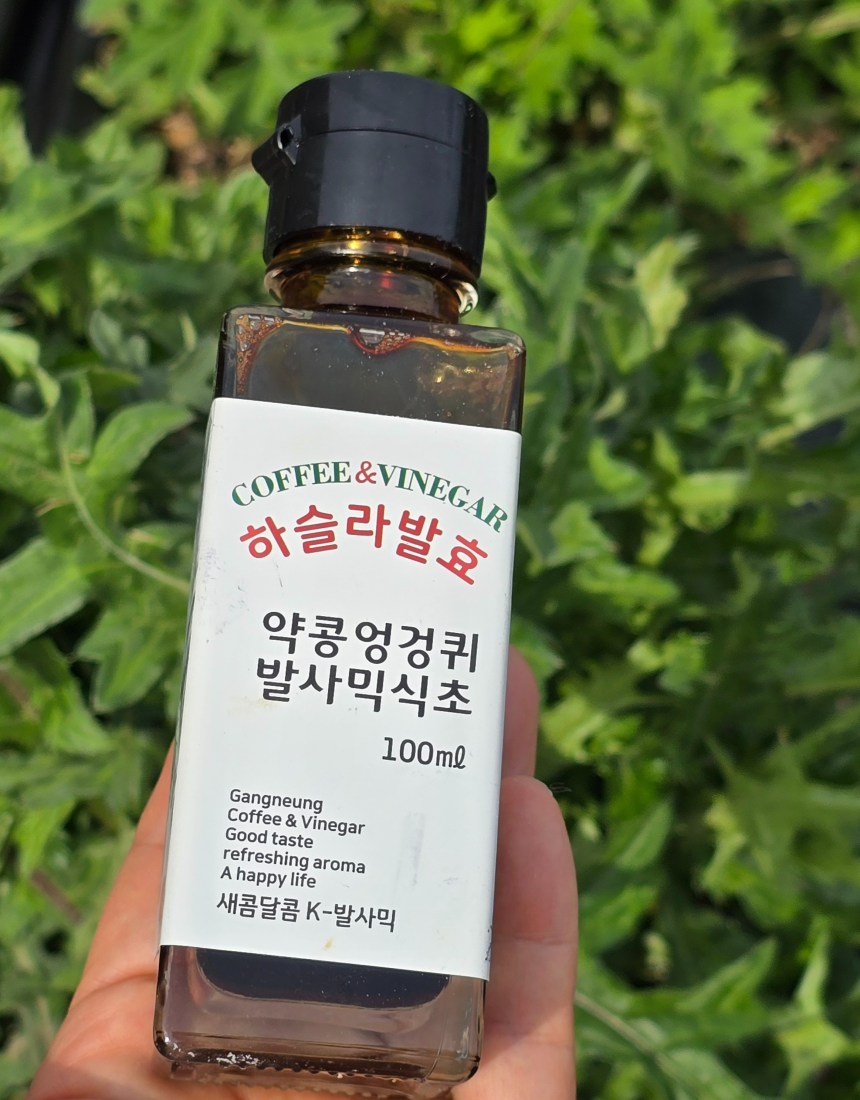 COFFEE&VINEGAR
하슬라발효
약콩엉겅퀴
발사믹식초
100㎖
Gangneung
Coffee & Vinegar
Good taste
refreshing aroma
A happy life
새콤달콤 K-발사믹